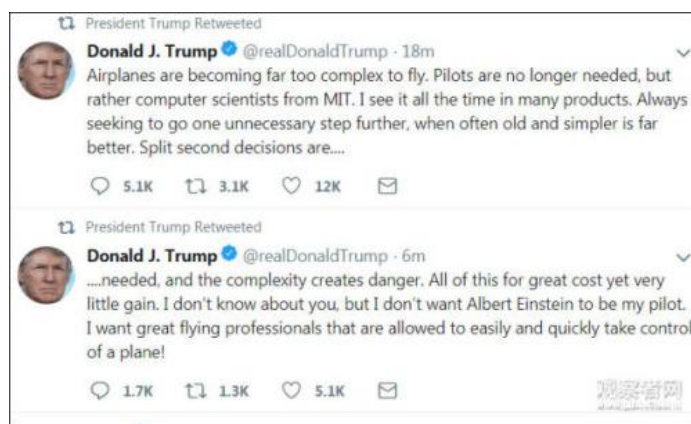 President Trump Retweeted
Donald J. Trump @realDonaldTrump · 18m
Airplanes are becoming far too complex to fly. Pilots are no longer needed, but
rather computer scientists from MIT. I see it all the time in many products. Always
seeking to go one unnecessary step further, when often old and simpler is far
better. Split second decisions are....
5.1K 3.1K 12K
President Trump Retweeted
Donald J. Trump @realDonaldTrump · 6m
....needed, and the complexity creates danger. All of this for great cost yet very
little gain. I don't know about you, but I don't want Albert Einstein to be my pilot.
I want great flying professionals that are allowed to easily and quickly take control
of a plane!
1.7K 1.3K 5.1K
观察者网